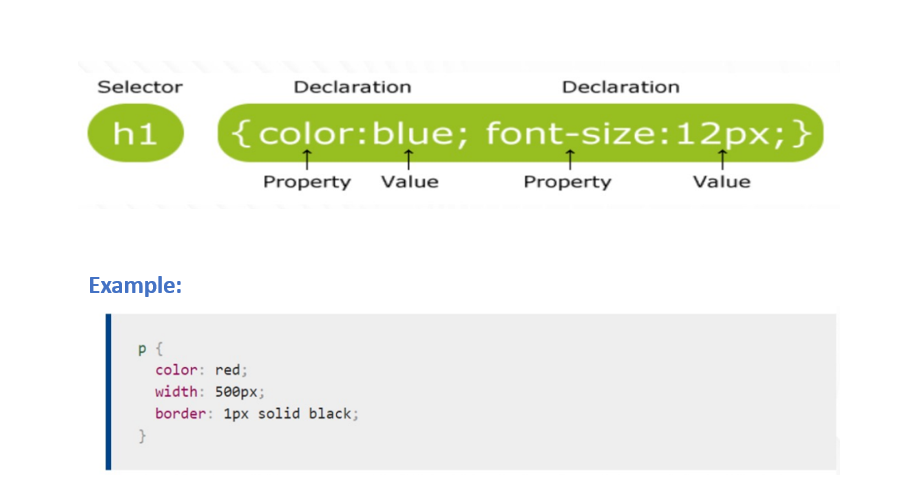 Selector Declaration Declaration
h1 {color:blue; font-size:12px;}
Property Value Property Value
Example:
p {
color: red;
width: 500px;
border: 1px solid black;
}